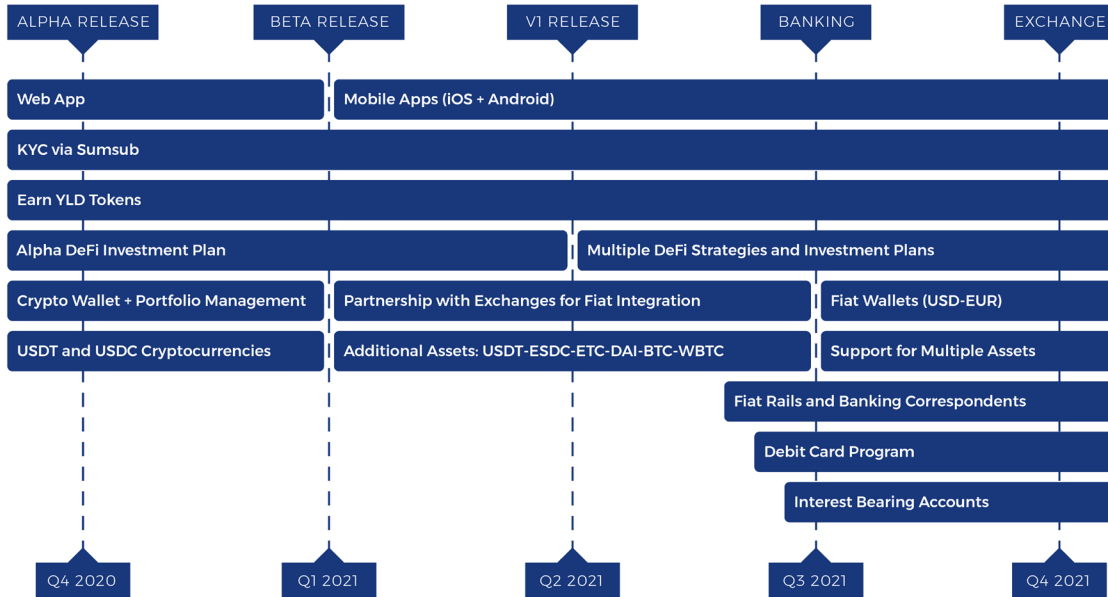 ALPHA RELEASE
BETA RELEASE
V1 RELEASE
BANKING
EXCHANGE
Web App
Mobile Apps (iOS + Android)
KYC via Sumsub
Earn YLD Tokens
Alpha DeFi Investment Plan
Multiple DeFi Strategies and Investment Plans
Crypto Wallet + Portfolio Management
Partnership with Exchanges for Fiat Integration
Fiat Wallets (USD-EUR)
USDT and USDC Cryptocurrencies
Additional Assets: USDT-ESDC-ETC-DAI-BTC-WBTC
Support for Multiple Assets
Fiat Rails and Banking Correspondents
Debit Card Program
Interest Bearing Accounts
Q4 2020
Q1 2021
Q2 2021
Q3 2021
Q4 2021